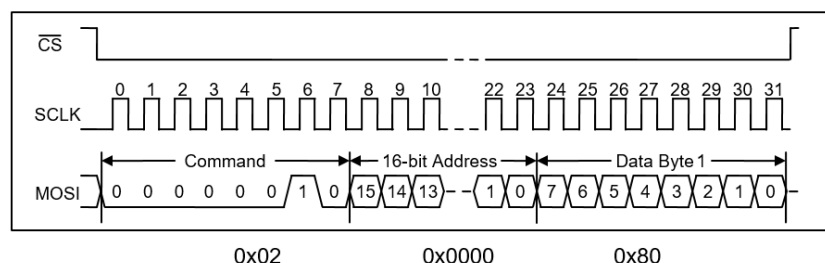 CS
0 1 2 3 4 5 6 7 8 9 10 22 23 24 25 26 27 28 29 30 31
SCLK
Command 16-bit Address Data Byte 1
MOSI 0 0 0 0 0 0 1 0 15 14 13 1 0 7 6 5 4 3 2 1 0
0x02 0x0000 0x80